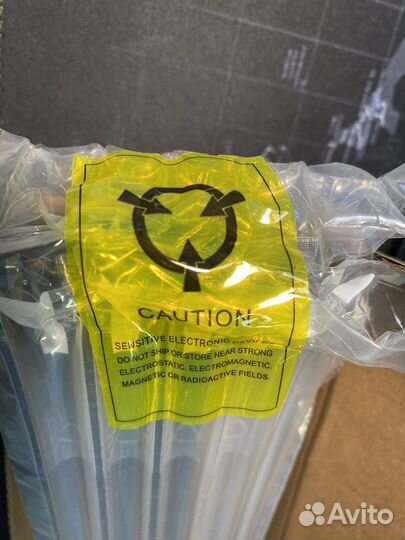 CAUTION
SENSITIVE ELECTRONIC
DO NOT SHIP OR STORE NEAR STRONG
ELECTROSTATIC, ELECTROMAGNETIC.
MAGNETIC OR RADIOACTIVE FIELDS.
Avito